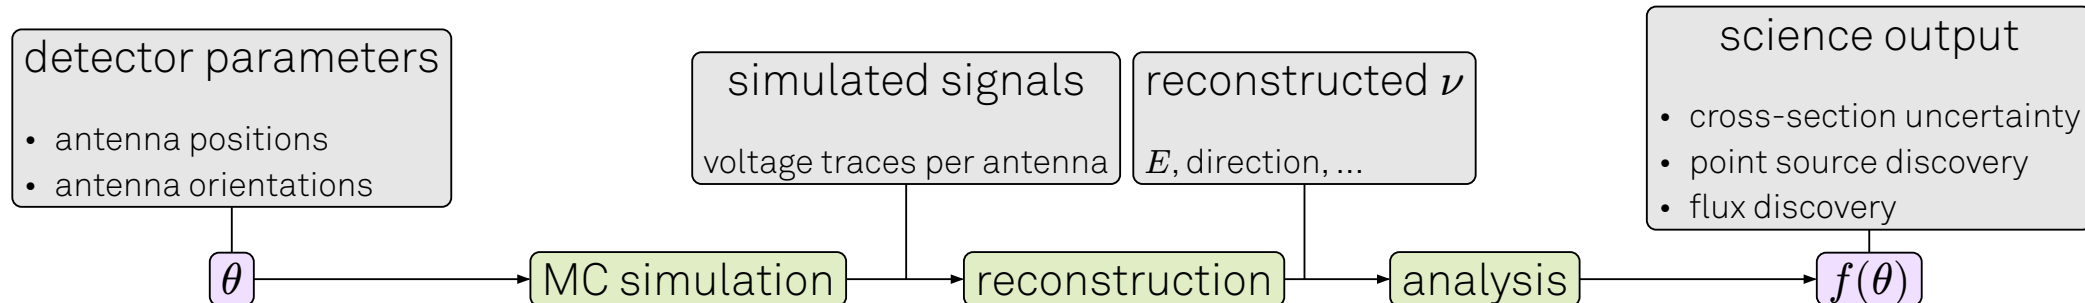 detector parameters
• antenna positions
• antenna orientations
simulated signals
voltage traces per antenna
reconstructed ν
E, direction, ...
science output
• cross-section uncertainty
• point source discovery
• flux discovery
θ
MC simulation
reconstruction
analysis
f(θ)